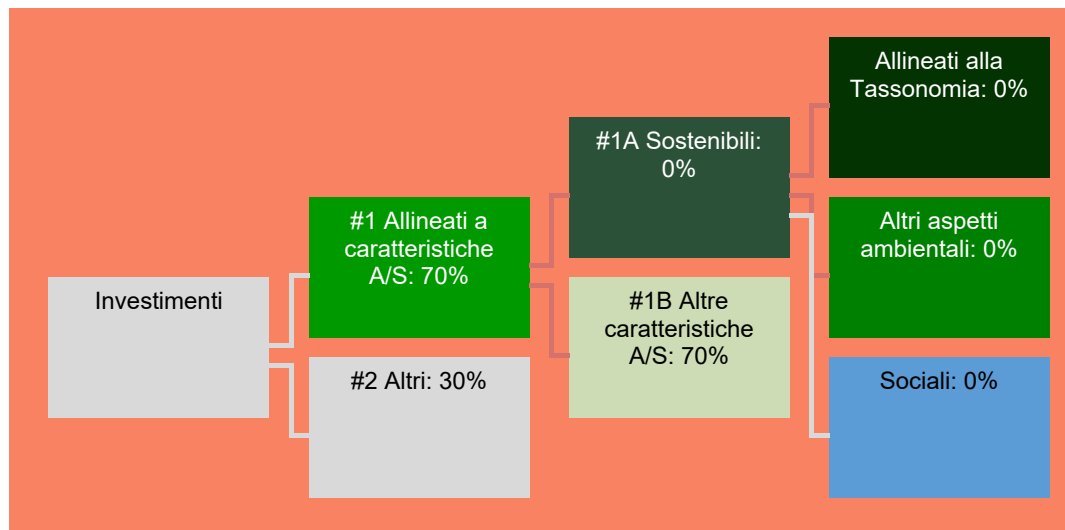 Investimenti
#1 Allineati a
caratteristiche
A/S: 70%
#2 Altri: 30%
#1A Sostenibili:
0%
#1B Altre
caratteristiche
A/S: 70%
Allineati alla
Tassonomia: 0%
Altri aspetti
ambientali: 0%
Sociali: 0%